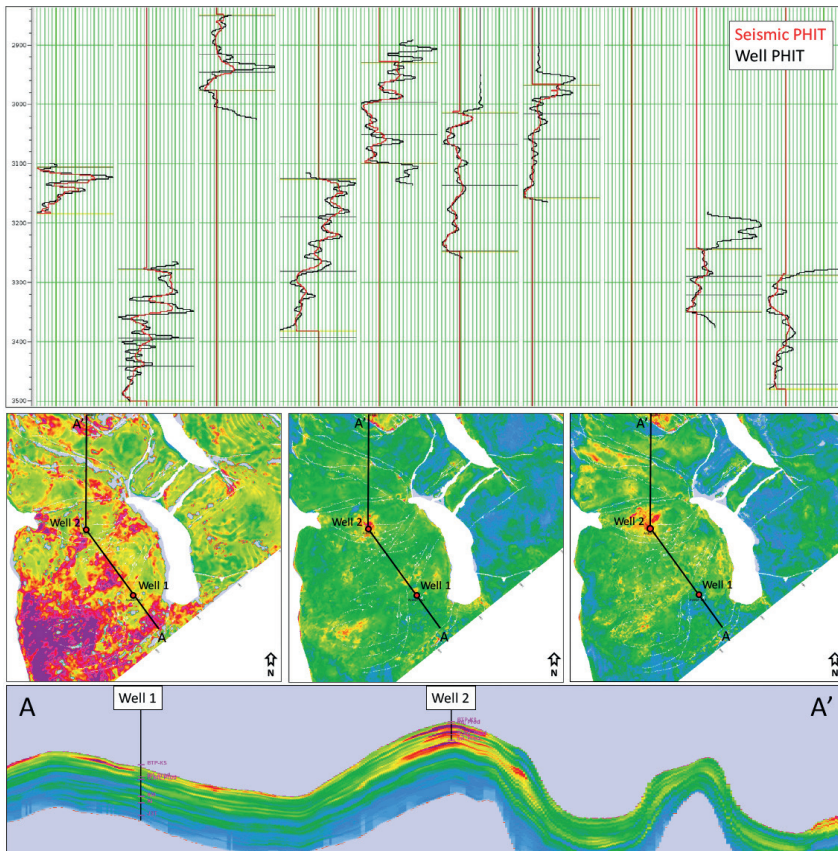 Seismic PHIT
Well PHIT
2900
3000
3100
3200
3300
3400
3500
A'
Well 2
Well 1
A
N
A'
Well 2
Well 1
A
N
A'
Well 2
Well 1
A
N
A
Well 1
Well 2
A'